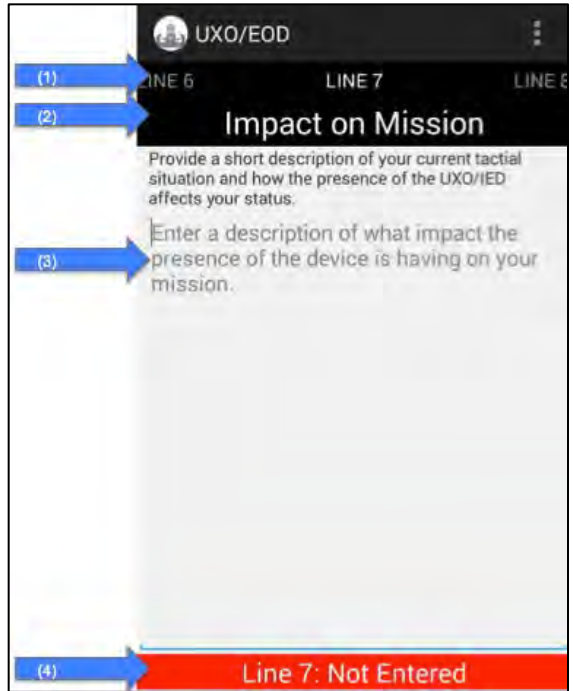 UXO/EOD
(1)
INE 6 LINE 7 LINE 8
(2)
Impact on Mission
Provide a short description of your current tactial
situation and how the presence of the UXO/IED
affects your status.
Enter a description of what impact the
(3)
presence of the device is having on your
mission.
(4)
Line 7: Not Entered